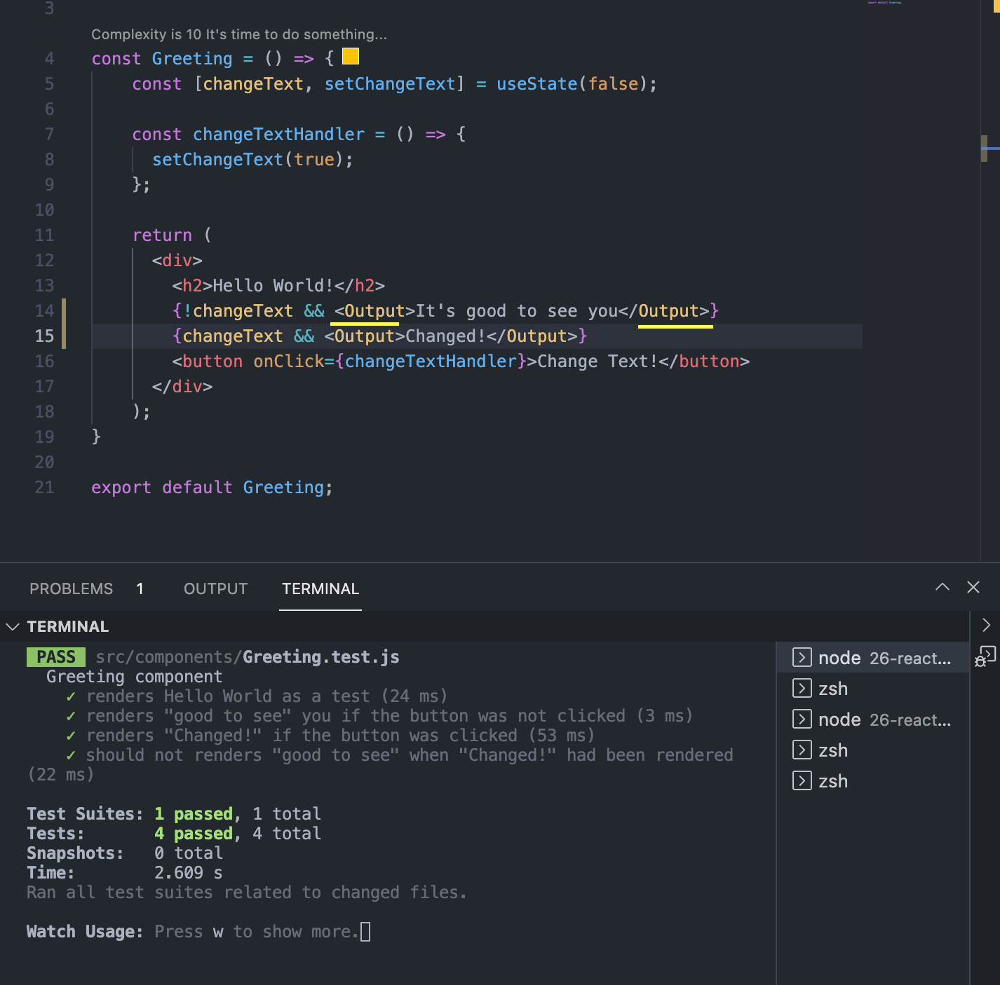 3
Complexity is 10 It's time to do something...
4 const Greeting = () => {
5 const [changeText, setChangeText] = useState(false);
6
7 const changeTextHandler = () => {
8 setChangeText(true);
9 };
10
11 return (
12 <div>
13 <h2>Hello World!</h2>
14 {!changeText && <Output>It's good to see you</Output>}
15 {changeText && <Output>Changed!</Output>}
16 <button onClick={changeTextHandler}>Change Text!</button>
17 </div>
18 );
19 }
20
21 export default Greeting;
PROBLEMS 1 OUTPUT TERMINAL
TERMINAL
PASS src/components/Greeting.test.js
Greeting component
✓ renders Hello World as a test (24 ms)
✓ renders "good to see" you if the button was not clicked (3 ms)
✓ renders "Changed!" if the button was clicked (53 ms)
✓ should not renders "good to see" when "Changed!" had been rendered
(22 ms)
Test Suites: 1 passed, 1 total
Tests: 4 passed, 4 total
Snapshots: 0 total
Time: 2.609 s
Ran all test suites related to changed files.
Watch Usage: Press w to show more.
node 26-react...
zsh
node 26-react...
zsh
zsh